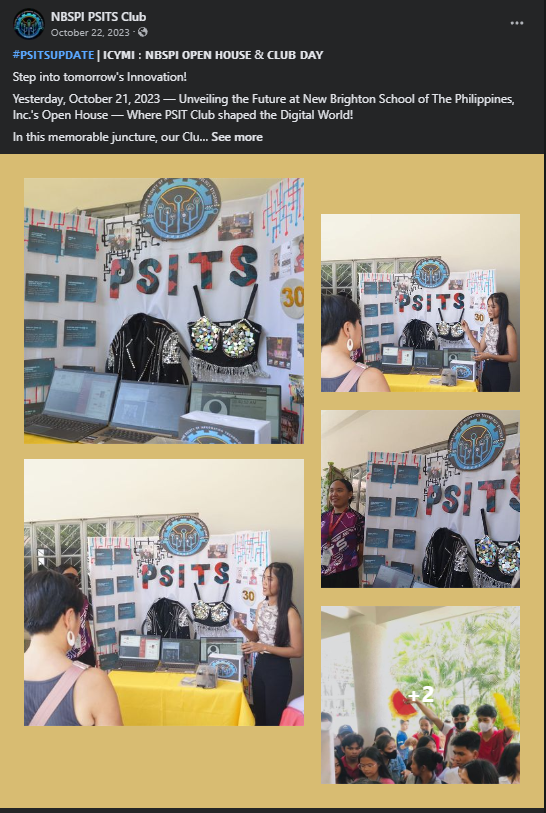 NBSPI PSITS Club
October 22, 2023 ·
#PSITSUPDATE | ICYMI : NBSPI OPEN HOUSE & CLUB DAY
Step into tomorrow's Innovation!
Yesterday, October 21, 2023 — Unveiling the Future at New Brighton School of The Philippines,
Inc.'s Open House — Where PSIT Club shaped the Digital World!
In this memorable juncture, our Clu... See more
PSITS
30
PSITS
30
PSITS
PSITS
30
+2